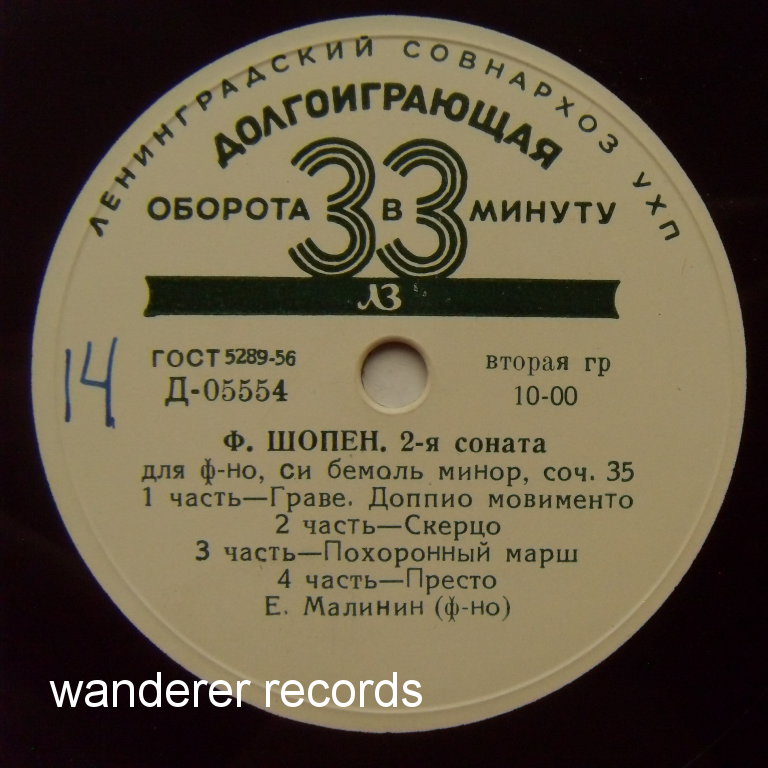 ЛЕНИНГРАДСКИЙ СОВНАРХОЗ УХП
ДОЛГОИГРАЮЩАЯ
ОБОРОТА 33 В МИНУТУ
ЛЗ
14
ГОСТ 5289-56
Д-05554
вторая гр
10-00
Ф. ШОПЕН. 2-я соната
для ф-но, си бемоль минор, соч. 35
1 часть—Граве. Доппио мовименто
2 часть—Скерцо
3 часть—Похоронный марш
4 часть—Престо
Е. Малинин (ф-но)
wanderer records